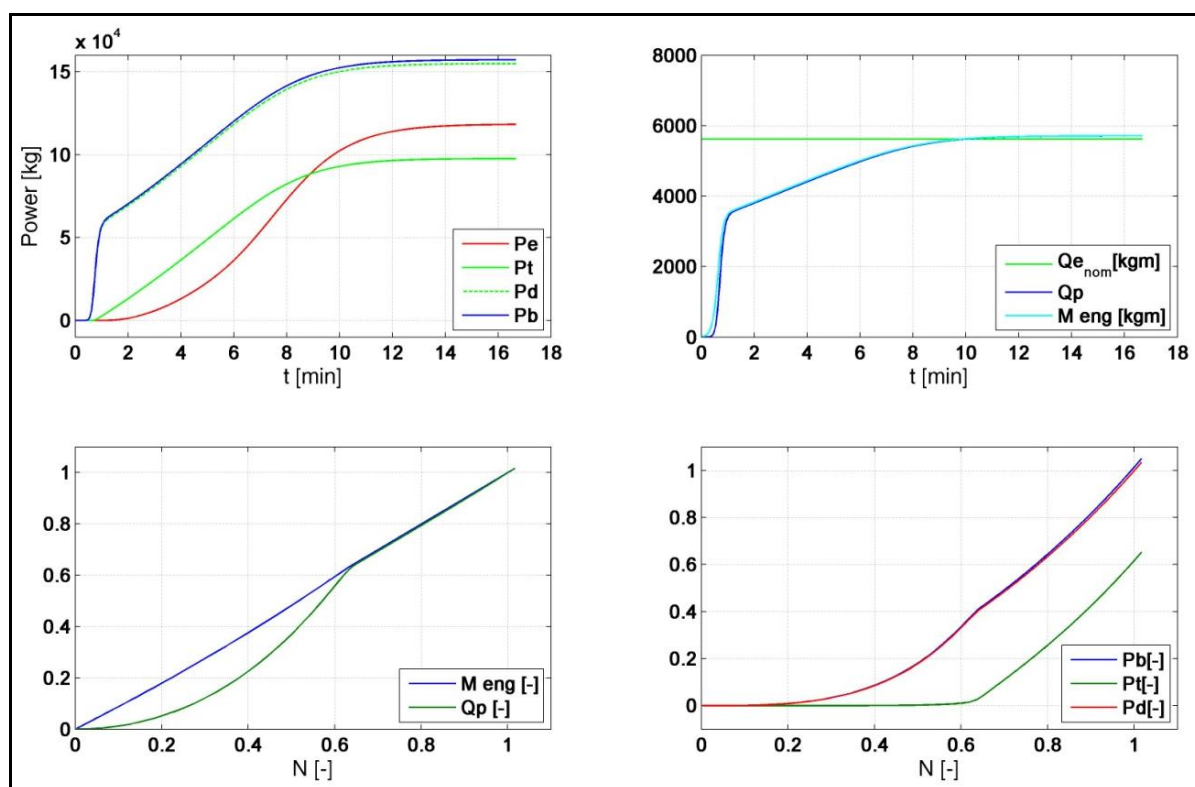 x 10⁴
15
10
5
0
Power [kg]
0 2 4 6 8 10 12 14 16 18
t [min]
Pe
Pt
Pd
Pb
8000
6000
4000
2000
0
0 2 4 6 8 10 12 14 16 18
t [min]
Qe nom [kgm]
Qp
M eng [kgm]
1
0.8
0.6
0.4
0.2
0
0 0.2 0.4 0.6 0.8 1
N [-]
M eng [-]
Qp [-]
1
0.8
0.6
0.4
0.2
0
0 0.2 0.4 0.6 0.8 1
N [-]
Pb[-]
Pt[-]
Pd[-]